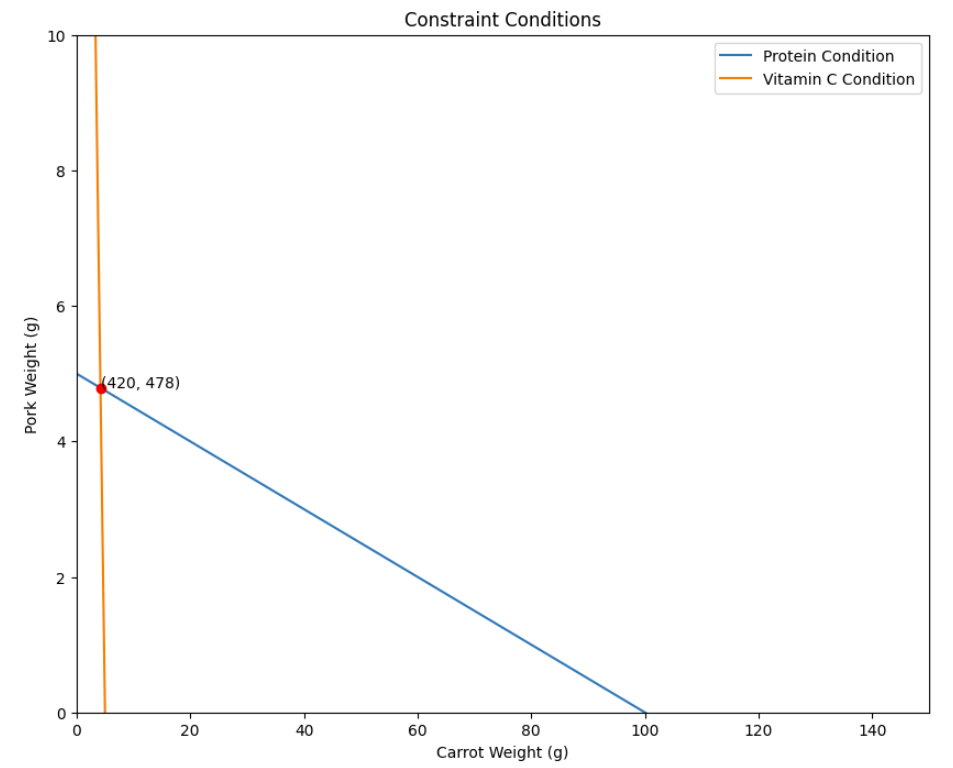 Constraint Conditions
10
8
6
4
2
0
Pork Weight (g)
Protein Condition
Vitamin C Condition
(420, 478)
0 20 40 60 80 100 120 140
Carrot Weight (g)